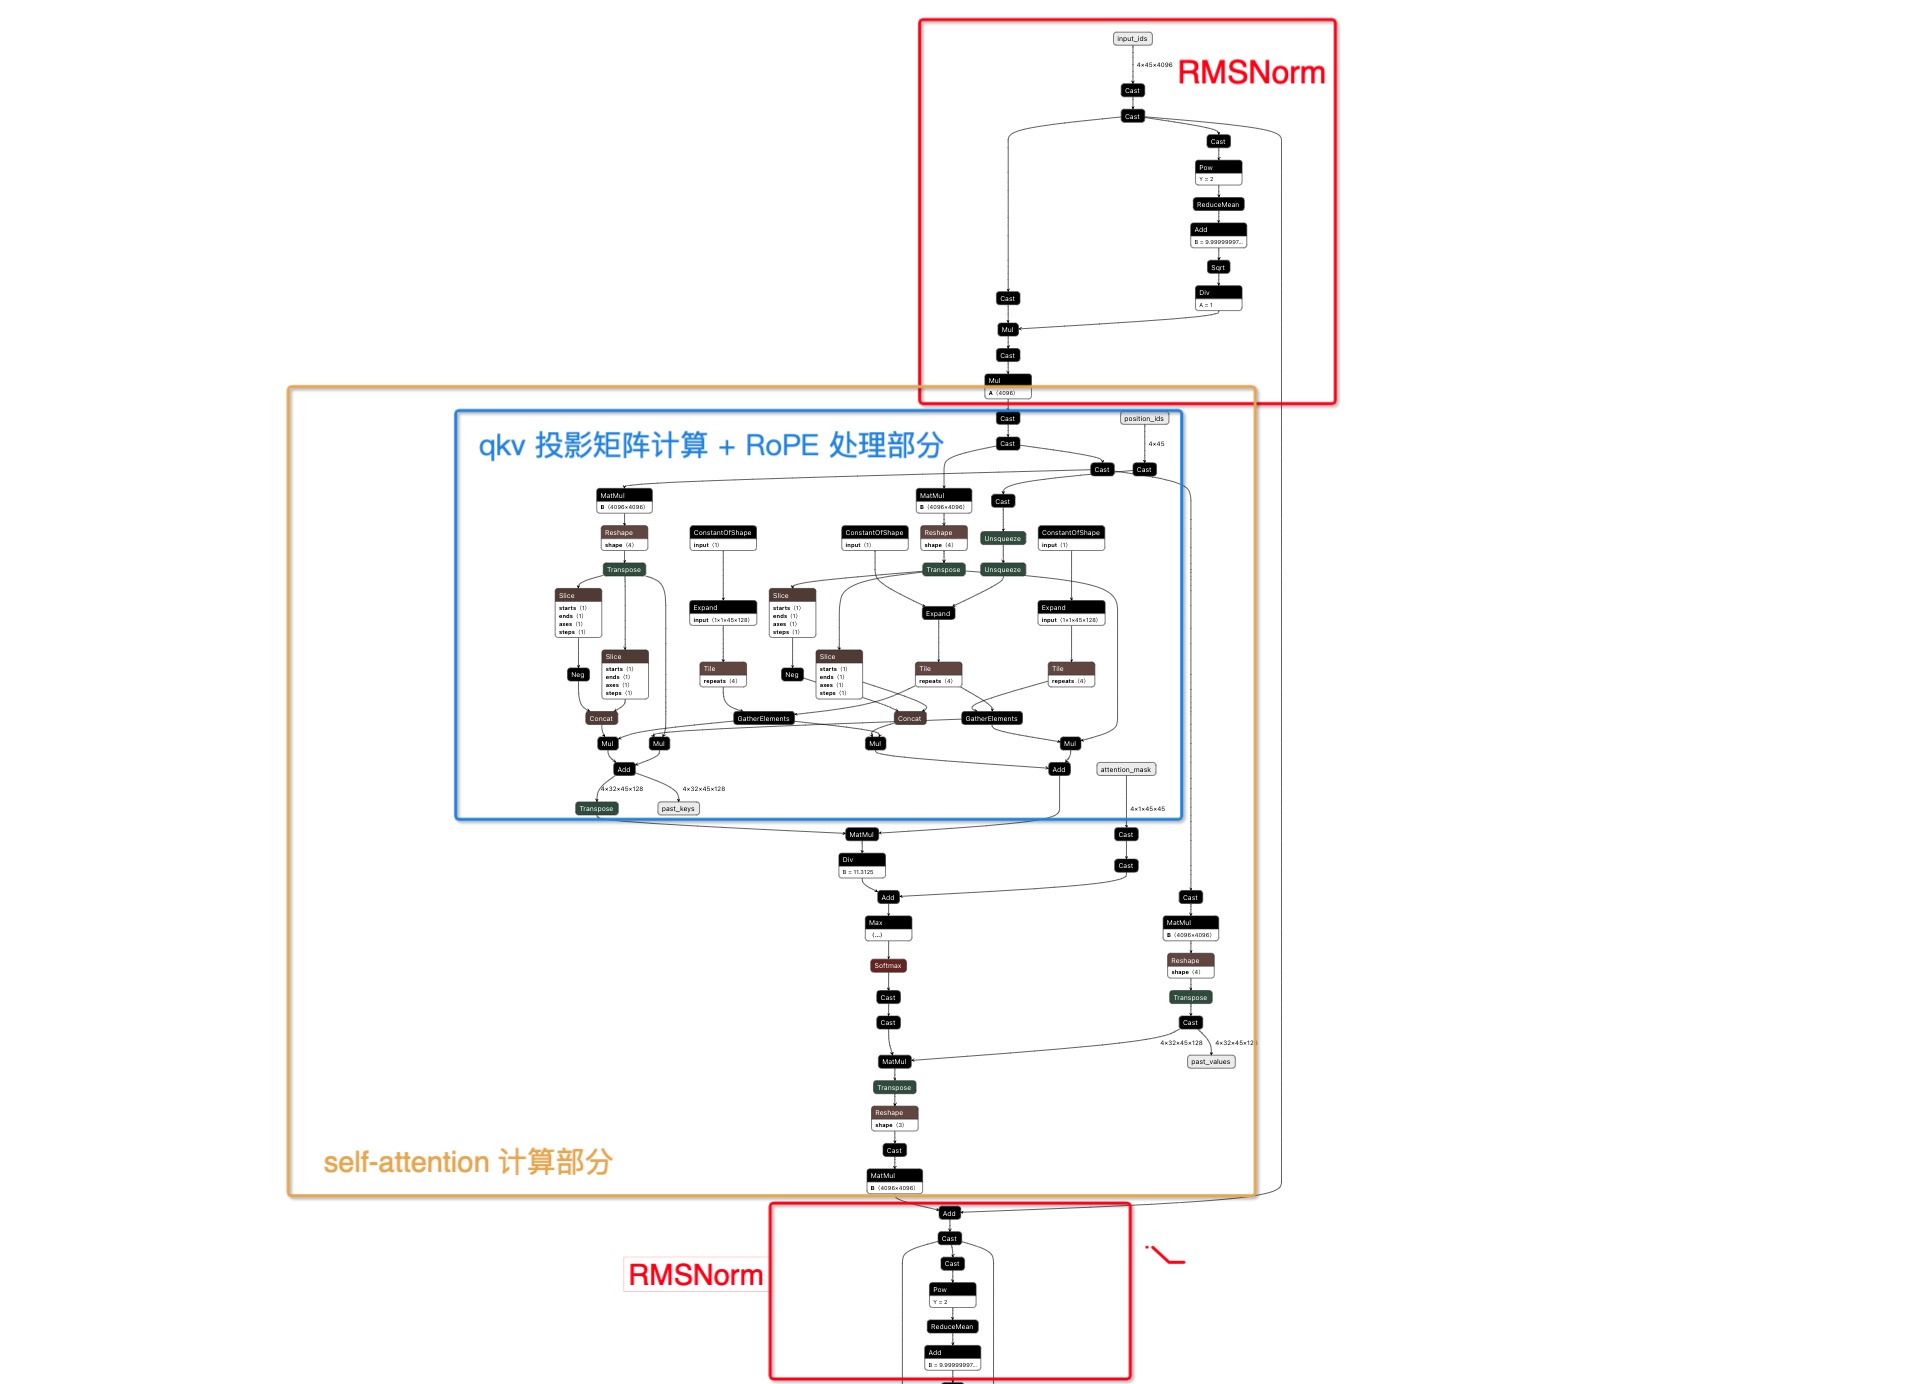 input_ids
4×45×4096
RMSNorm
Cast
Cast
Cast
Pow
Y = 2
ReduceMean
Add
B = 9.99999997...
Sqrt
Div
A = 1
Cast
Mul
Cast
Mul
A ⟨4096⟩
Cast
position_ids
qkv 投影矩阵计算 + RoPE 处理部分
Cast
4×45
Cast
Cast
MatMul
B ⟨4096×4096⟩
MatMul
B ⟨4096×4096⟩
Cast
Reshape
shape ⟨4⟩
ConstantOfShape
input ⟨1⟩
ConstantOfShape
input ⟨1⟩
Reshape
shape ⟨4⟩
Unsqueeze
ConstantOfShape
input ⟨1⟩
Transpose
Transpose
Unsqueeze
Slice
starts ⟨1⟩
ends ⟨1⟩
axes ⟨1⟩
steps ⟨1⟩
Expand
input ⟨1×1×45×128⟩
Slice
starts ⟨1⟩
ends ⟨1⟩
axes ⟨1⟩
steps ⟨1⟩
Expand
Expand
input ⟨1×1×45×128⟩
Neg
Slice
starts ⟨1⟩
ends ⟨1⟩
axes ⟨1⟩
steps ⟨1⟩
Tile
repeats ⟨4⟩
Neg
Slice
starts ⟨1⟩
ends ⟨1⟩
axes ⟨1⟩
steps ⟨1⟩
Tile
repeats ⟨4⟩
Tile
repeats ⟨4⟩
Concat
GatherElements
Concat
GatherElements
Mul
Mul
Mul
Mul
Add
Add
attention_mask
4×32×45×128
4×32×45×128
Transpose
past_keys
4×1×45×45
MatMul
Cast
Div
B = 11.3125
Cast
Add
Cast
Max
⟨...⟩
MatMul
B ⟨4096×4096⟩
Softmax
Reshape
shape ⟨4⟩
Cast
Transpose
Cast
Cast
4×32×45×128
4×32×45×128
MatMul
past_values
Transpose
Reshape
shape ⟨3⟩
Cast
self-attention 计算部分
MatMul
B ⟨4096×4096⟩
Add
Cast
Cast
RMSNorm
Pow
Y = 2
ReduceMean
Add
B = 9.99999997...